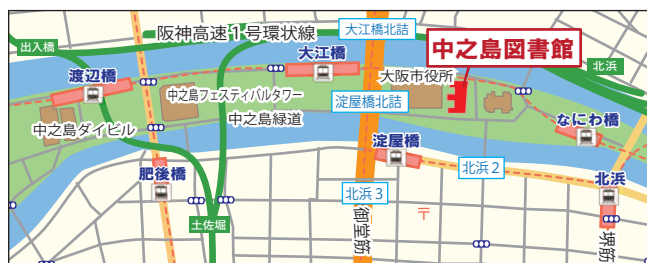 出入橋
阪神高速1号環状線
大江橋北詰
中之島図書館
北浜
渡辺橋
大江橋
大阪市役所
中之島フェスティバルタワー
淀屋橋北詰
中之島ダイビル
中之島緑道
なにわ橋
淀屋橋
肥後橋
北浜2
北浜
北浜3
〒
土佐堀
御堂筋
堺筋